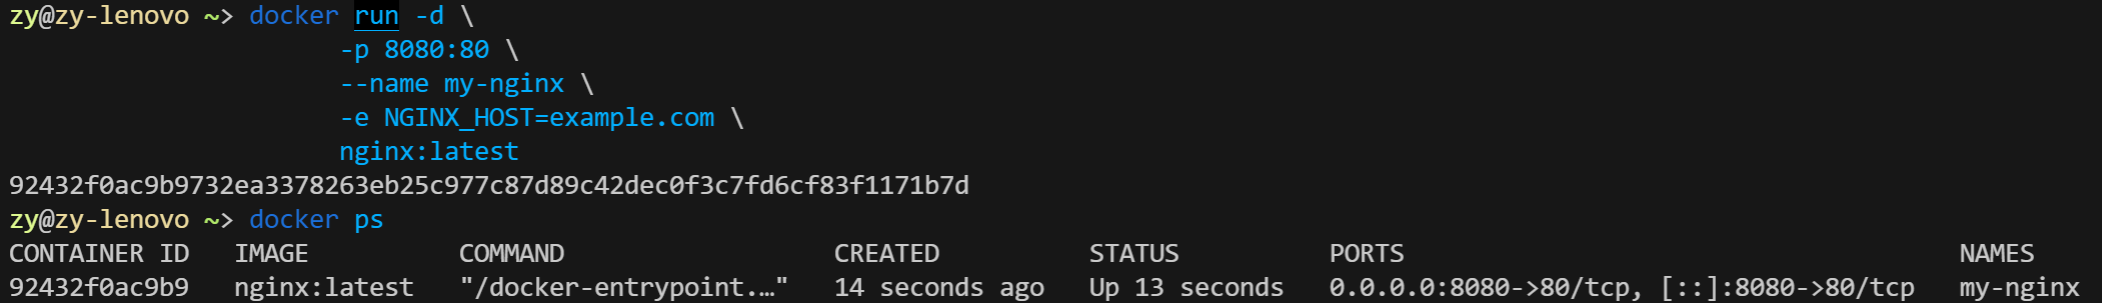 zy@zy-lenovo ~> docker run -d \
-p 8080:80 \
--name my-nginx \
-e NGINX_HOST=example.com \
nginx:latest
92432f0ac9b9732ea3378263eb25c977c87d89c42dec0f3c7fd6cf83f1171b7d
zy@zy-lenovo ~> docker ps
CONTAINER ID   IMAGE          COMMAND                  CREATED          STATUS          PORTS                                     NAMES
92432f0ac9b9   nginx:latest   "/docker-entrypoint.…"   14 seconds ago   Up 13 seconds   0.0.0.0:8080->80/tcp, [::]:8080->80/tcp   my-nginx